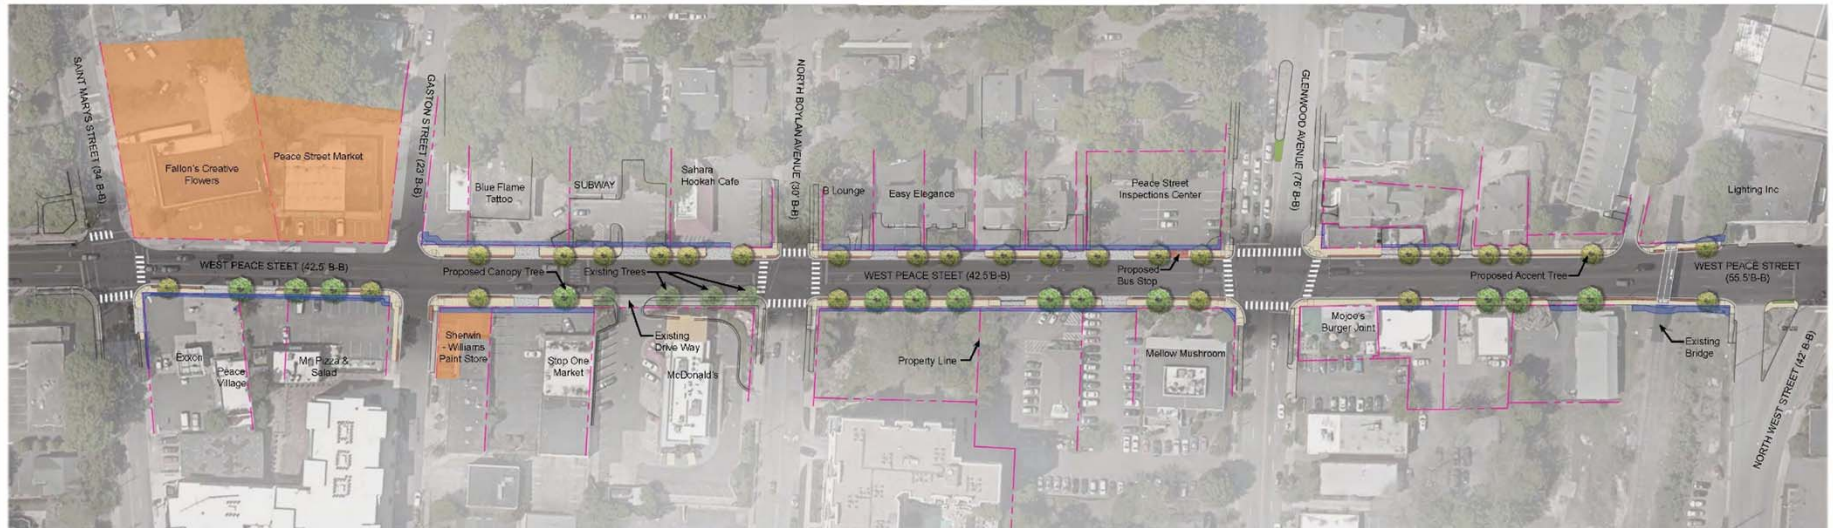 SAINT MARY'S STREET (34' B-B)
Fallon's Creative
Flowers
Peace Street Market
GASTON STREET (23' B-B)
Blue Flame
Tattoo
SUBWAY
Sahara
Hookah Cafe
NORTH BOYLAN AVENUE (30' B-B)
B Lounge
Easy Elegance
Peace Street
Inspections Center
GLENWOOD AVENUE (76' B-B)
Lighting Inc
WEST PEACE STEET (42.5' B-B)
Proposed Canopy Tree
Existing Trees
WEST PEACE STEET (42.5'B-B)
Proposed
Bus Stop
Proposed Accent Tree
WEST PEACE STREET
(55.5'B-B)
Exxon
Peace
Village
Mr. Pizza &
Salad
Sherwin
- Williams
Paint Store
Stop One
Market
Existing
Drive Way
McDonald's
Property Line
Mellow Mushroom
Mojoe's
Burger Joint
Existing
Bridge
NORTH WEST STREET (42' B-B)